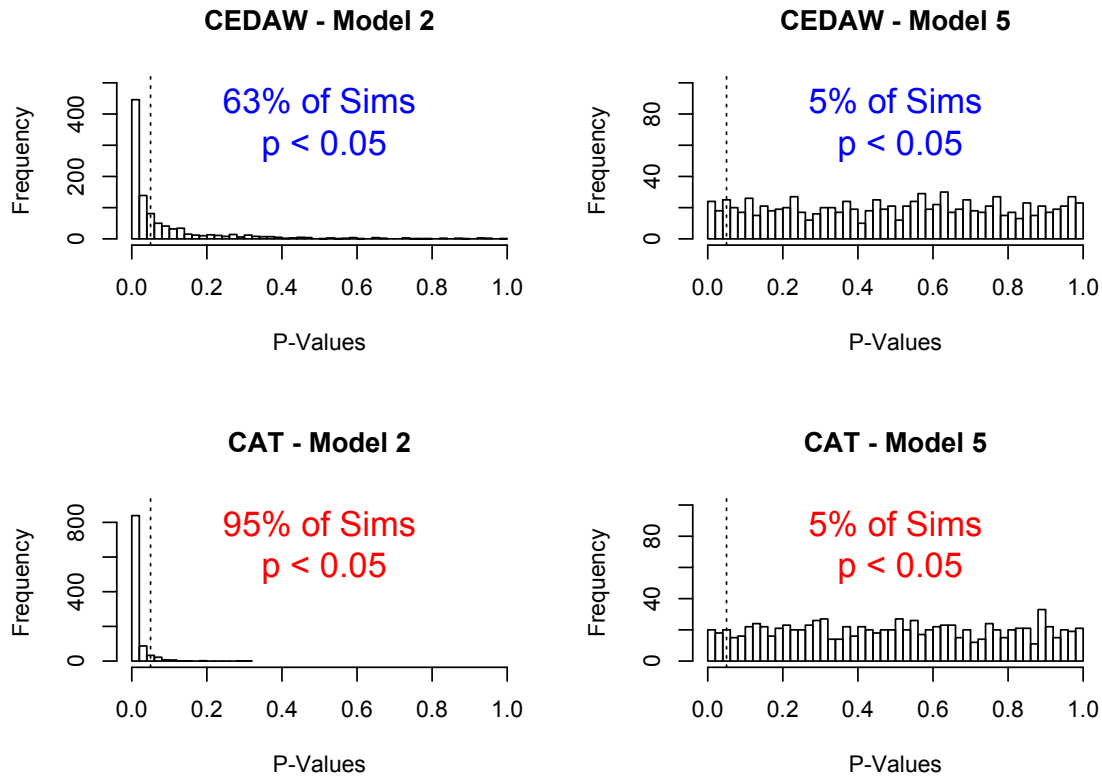 CEDAW - Model 2
63% of Sims
p < 0.05
Frequency
0 200 400
0.0 0.2 0.4 0.6 0.8 1.0
P-Values
CEDAW - Model 5
5% of Sims
p < 0.05
Frequency
0 40 80
0.0 0.2 0.4 0.6 0.8 1.0
P-Values
CAT - Model 2
95% of Sims
p < 0.05
Frequency
0 400 800
0.0 0.2 0.4 0.6 0.8 1.0
P-Values
CAT - Model 5
5% of Sims
p < 0.05
Frequency
0 40 80
0.0 0.2 0.4 0.6 0.8 1.0
P-Values